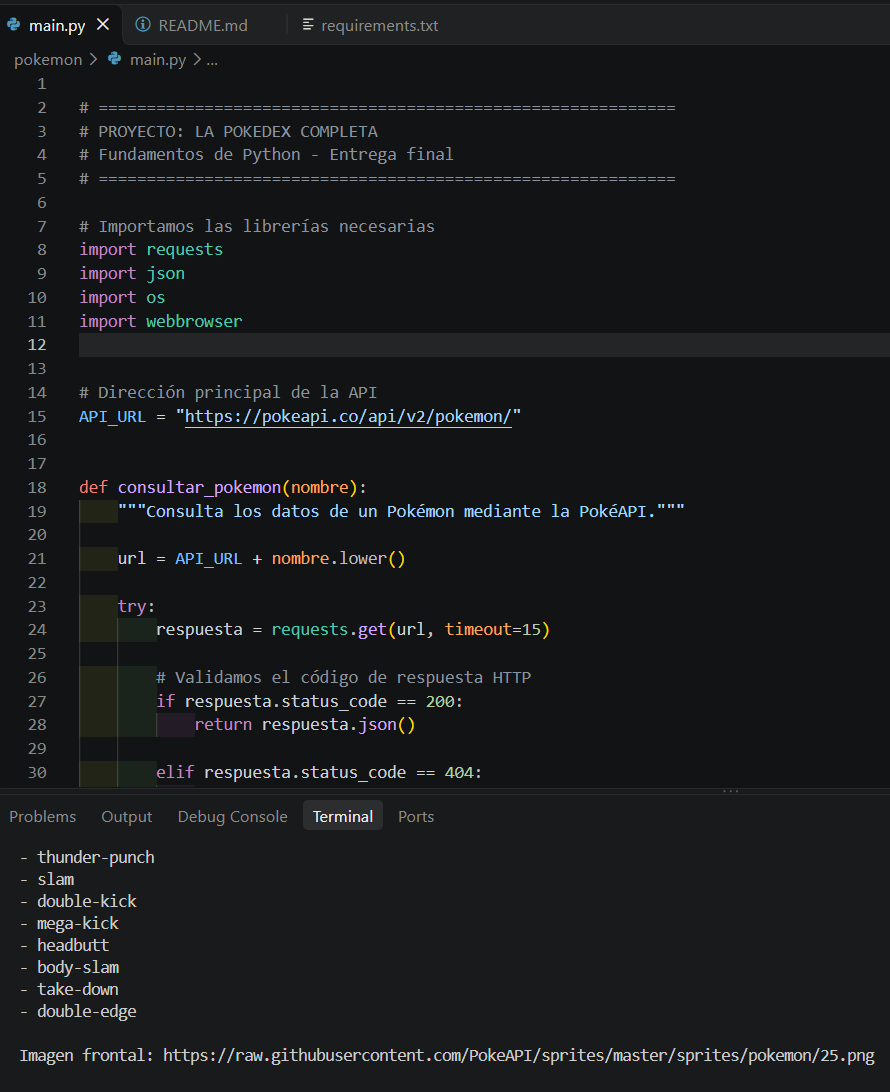 main.py
README.md
requirements.txt
pokemon > main.py > ...
1
2 # ============================================================
3 # PROYECTO: LA POKEDEX COMPLETA
4 # Fundamentos de Python - Entrega final
5 # ============================================================
6
7 # Importamos las librerías necesarias
8 import requests
9 import json
10 import os
11 import webbrowser
12
13
14 # Dirección principal de la API
15 API_URL = "https://pokeapi.co/api/v2/pokemon/"
16
17
18 def consultar_pokemon(nombre):
19     """Consulta los datos de un Pokémon mediante la PokéAPI."""
20
21     url = API_URL + nombre.lower()
22
23     try:
24         respuesta = requests.get(url, timeout=15)
25
26         # Validamos el código de respuesta HTTP
27         if respuesta.status_code == 200:
28             return respuesta.json()
29
30         elif respuesta.status_code == 404:
Problems Output Debug Console Terminal Ports
- thunder-punch
- slam
- double-kick
- mega-kick
- headbutt
- body-slam
- take-down
- double-edge
Imagen frontal: https://raw.githubusercontent.com/PokeAPI/sprites/master/sprites/pokemon/25.png